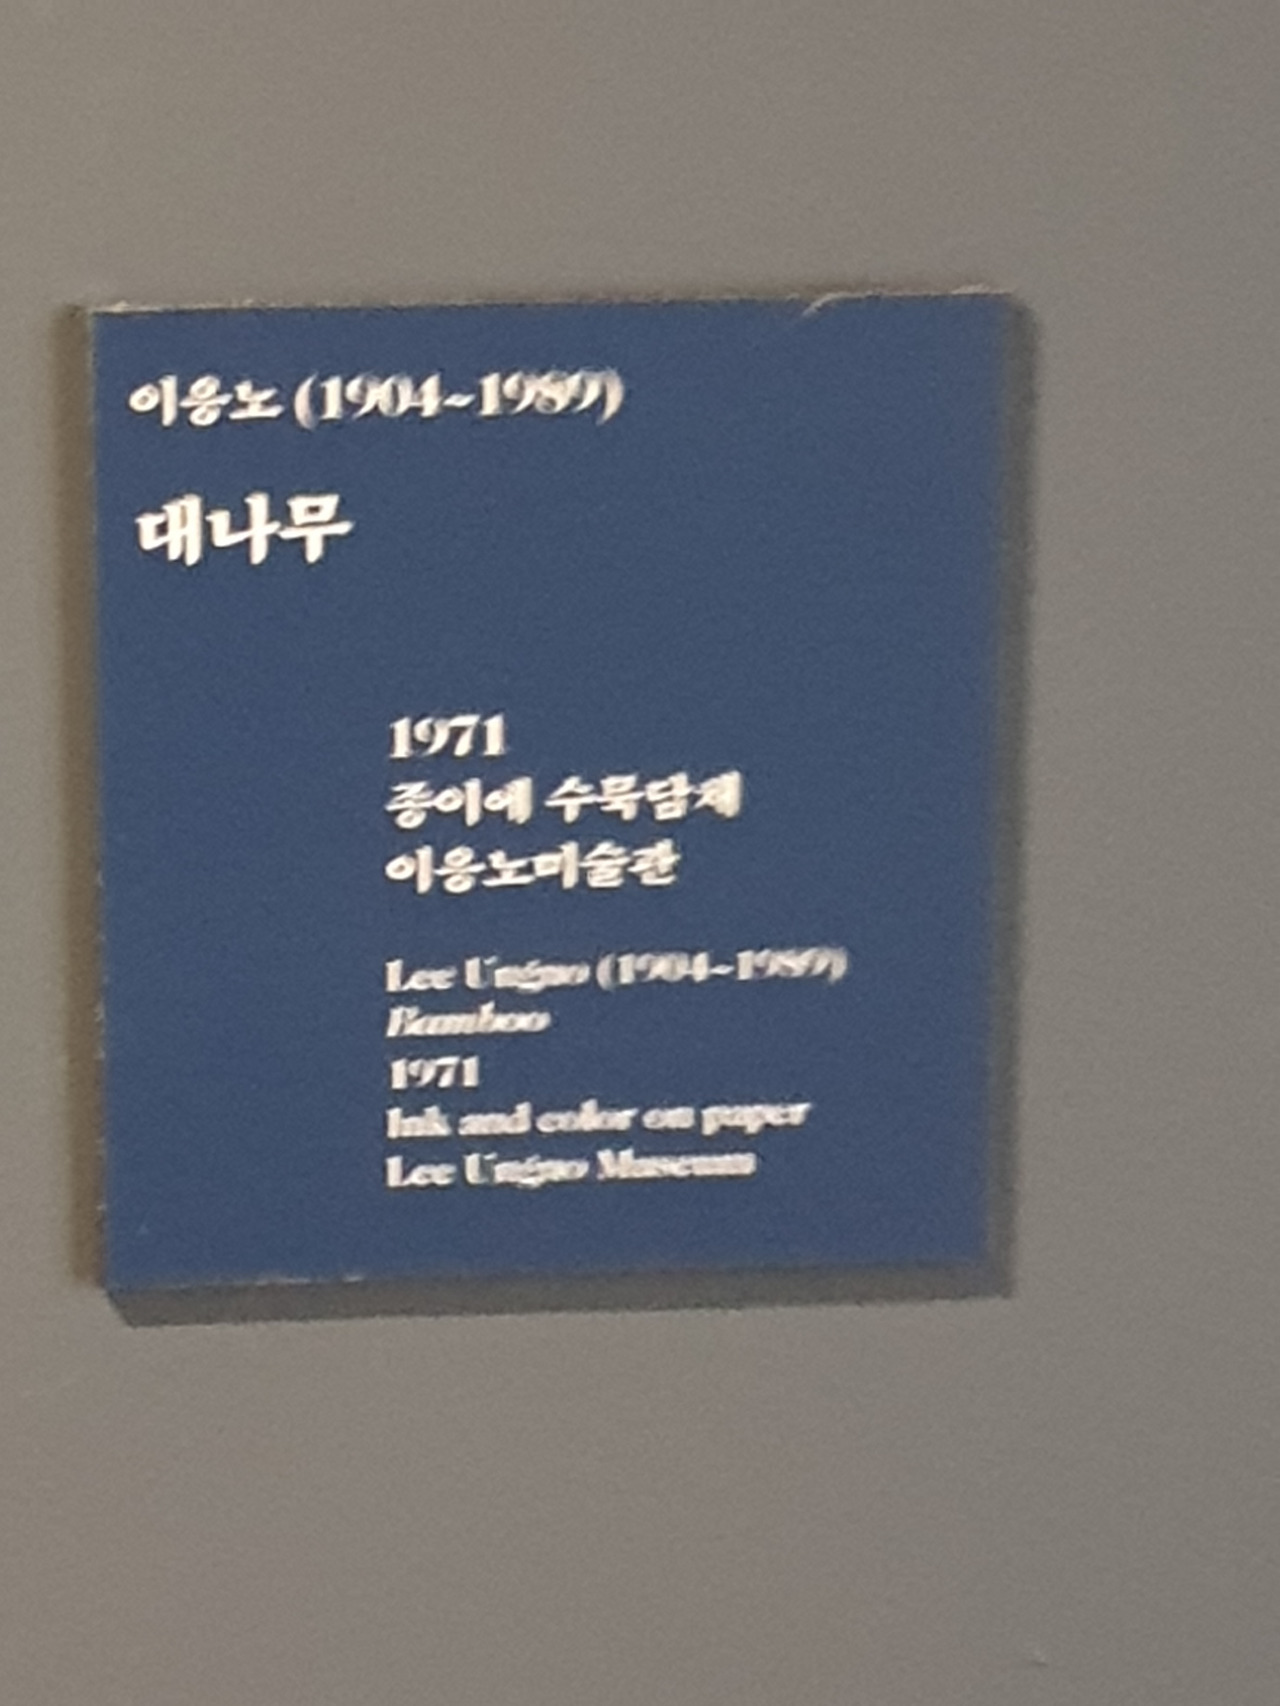 이응노 (1904~1989)
대나무
1971
종이에 수묵담채
이응노미술관
Lee Ungno (1904~1989)
Bamboo
1971
Ink and color on paper
Lee Ungno Museum